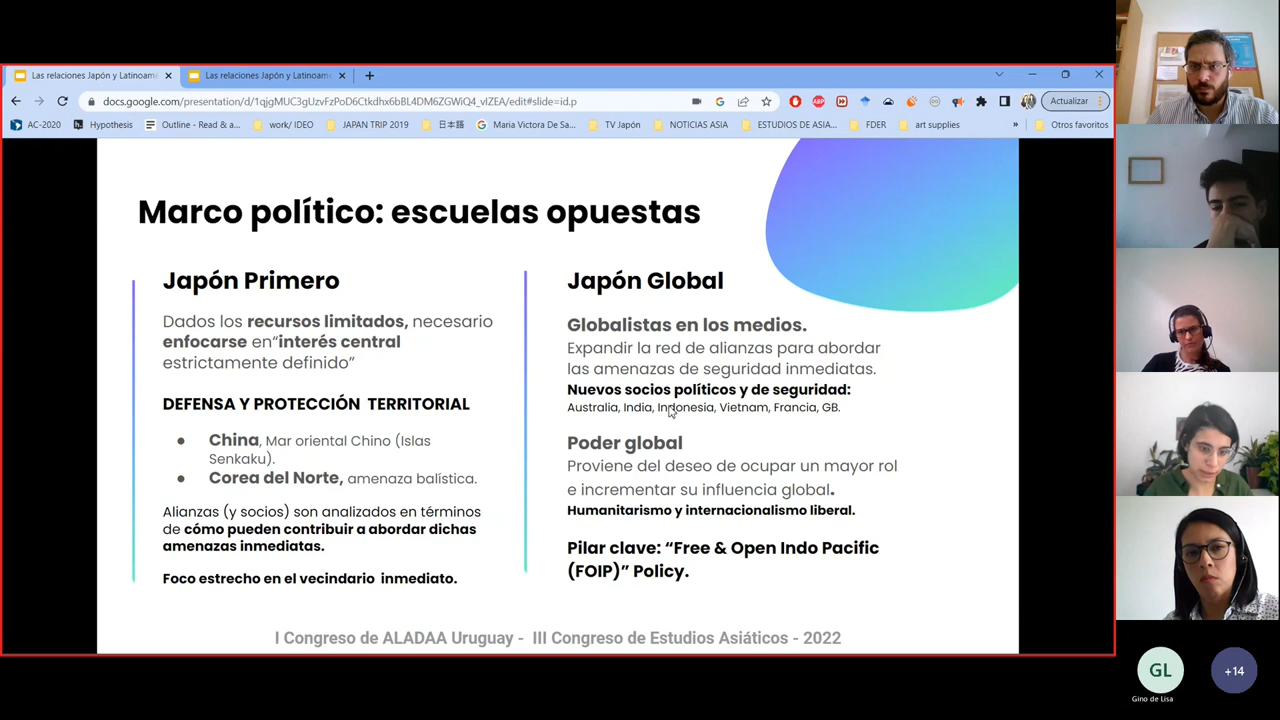 Las relaciones Japón y Latinoam
Las relaciones Japón y Latinoam
docs.google.com/presentation/d/1qjgMUC3gUzvFzPoD6Ctkdhx6bBL4DM6ZGWiQ4_vIZEA/edit#slide=id.p
ABP
Actualizar
AC-2020
Hypothesis
Outline - Read & a...
work/ IDEO
JAPAN TRIP 2019
日本語
Maria Victora De Sa...
TV Japón
NOTICIAS ASIA
ESTUDIOS DE ASIA...
FDER
art supplies
»
Otros favoritos
Marco político: escuelas opuestas
Japón Primero
Dados los recursos limitados, necesario
enfocarse en“interés central
estrictamente definido”
DEFENSA Y PROTECCIÓN TERRITORIAL
● China, Mar oriental Chino (Islas
Senkaku).
● Corea del Norte, amenaza balística.
Alianzas (y socios) son analizados en términos
de cómo pueden contribuir a abordar dichas
amenazas inmediatas.
Foco estrecho en el vecindario inmediato.
Japón Global
Globalistas en los medios.
Expandir la red de alianzas para abordar
las amenazas de seguridad inmediatas.
Nuevos socios políticos y de seguridad:
Australia, India, Indonesia, Vietnam, Francia, GB.
Poder global
Proviene del deseo de ocupar un mayor rol
e incrementar su influencia global.
Humanitarismo y internacionalismo liberal.
Pilar clave: “Free & Open Indo Pacific
(FOIP)” Policy.
I Congreso de ALADAA Uruguay - III Congreso de Estudios Asiáticos - 2022
GL
Gino de Lisa
+14